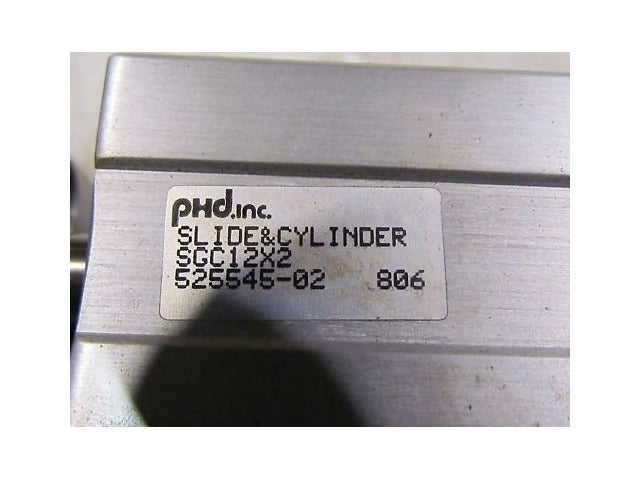 PHd.inc.
SLIDE&CYLINDER
SGC12X2
525545-02 806